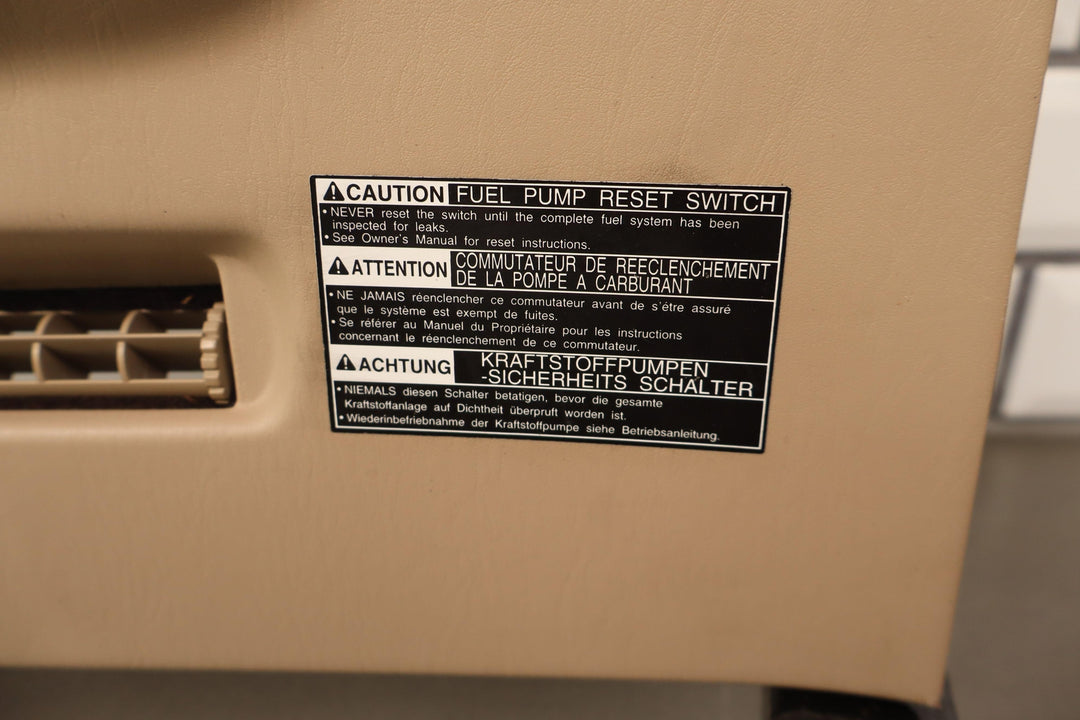 CAUTION FUEL PUMP RESET SWITCH
• NEVER reset the switch until the complete fuel system has been
inspected for leaks.
• See Owner's Manual for reset instructions.
ATTENTION COMMUTATEUR DE REECLENCHEMENT
DE LA POMPE A CARBURANT
• NE JAMAIS réenclencher ce commutateur avant de s'étre assuré
que le système est exempt de fuites.
• Se référer au Manuel du Propriétaire pour les instructions
concernant le réenclenchement de ce commutateur.
ACHTUNG KRAFTSTOFFPUMPEN
-SICHERHEITS SCHALTER
• NIEMALS diesen Schalter betatigen, bevor die gesamte
Kraftstoffanlage auf Dichtheit überpruft worden ist.
• Wiederinbetriebnahme der Kraftstoffpumpe siehe Betriebsanleitung.